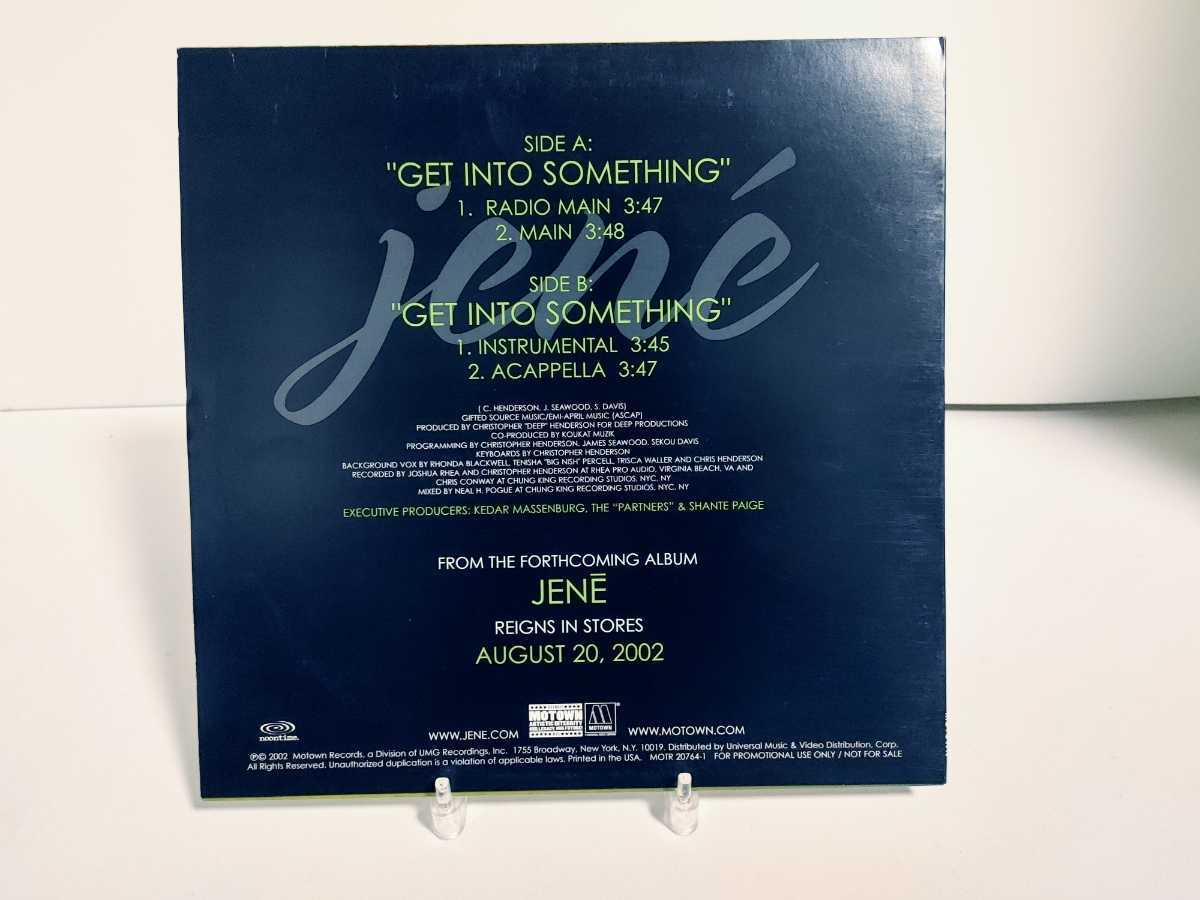 jené
SIDE A:
"GET INTO SOMETHING"
1. RADIO MAIN 3:47
2. MAIN 3:48
SIDE B:
"GET INTO SOMETHING"
1. INSTRUMENTAL 3:45
2. ACAPPELLA 3:47
( C. HENDERSON, J. SEAWOOD, S. DAVIS)
GIFTED SOURCE MUSIC/EMI-APRIL MUSIC (ASCAP)
PRODUCED BY CHRISTOPHER "DEEP" HENDERSON FOR DEEP PRODUCTIONS
CO-PRODUCED BY KOUKAT MUZIK
PROGRAMMING BY CHRISTOPHER HENDERSON, JAMES SEAWOOD, SEKOU DAVIS
KEYBOARDS BY CHRISTOPHER HENDERSON
BACKGROUND VOX BY RHONDA BLACKWELL, TENISHA "BIG NISH" PERCELL, TRISCA WALLER AND CHRIS HENDERSON
RECORDED BY JOSHUA RHEA AND CHRISTOPHER HENDERSON AT RHEA PRO AUDIO, VIRGINIA BEACH, VA AND
CHRIS CONWAY AT CHUNG KING RECORDING STUDIOS, NYC, NY
MIXED BY NEAL H. POGUE AT CHUNG KING RECORDING STUDIOS, NYC, NY
EXECUTIVE PRODUCERS: KEDAR MASSENBURG, THE "PARTNERS" & SHANTE PAIGE
FROM THE FORTHCOMING ALBUM
JENĒ
REIGNS IN STORES
AUGUST 20, 2002
noontime.
WWW.JENE.COM
MOTOWN
ARTISTIC INTEGRITY
M
MOTOWN
®
WWW.MOTOWN.COM
℗© 2002 Motown Records, a Division of UMG Recordings, Inc. 1755 Broadway, New York, N.Y. 10019. Distributed by Universal Music & Video Distribution, Corp.
All Rights Reserved. Unauthorized duplication is a violation of applicable laws. Printed in the USA. MOTR 20764-1 FOR PROMOTIONAL USE ONLY / NOT FOR SALE